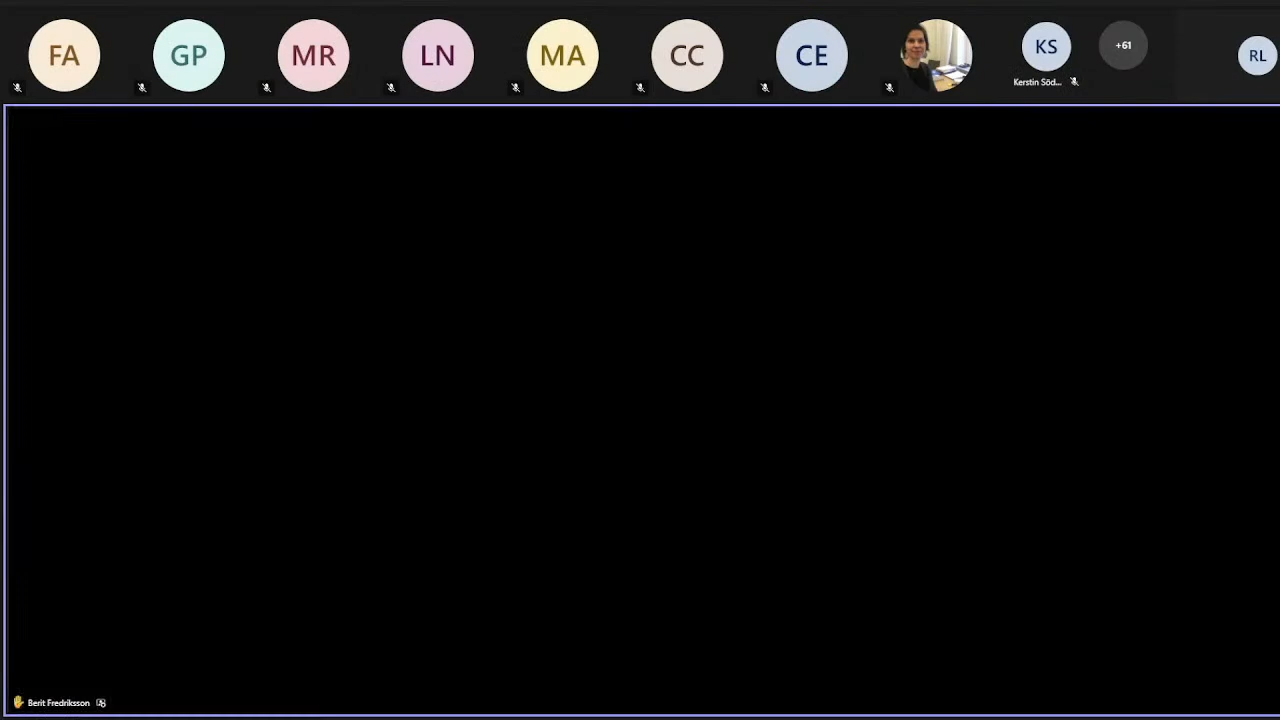 FA
GP
MR
LN
MA
CC
CE
KS
+61
RL
Kerstin Söd...
Berit Fredriksson